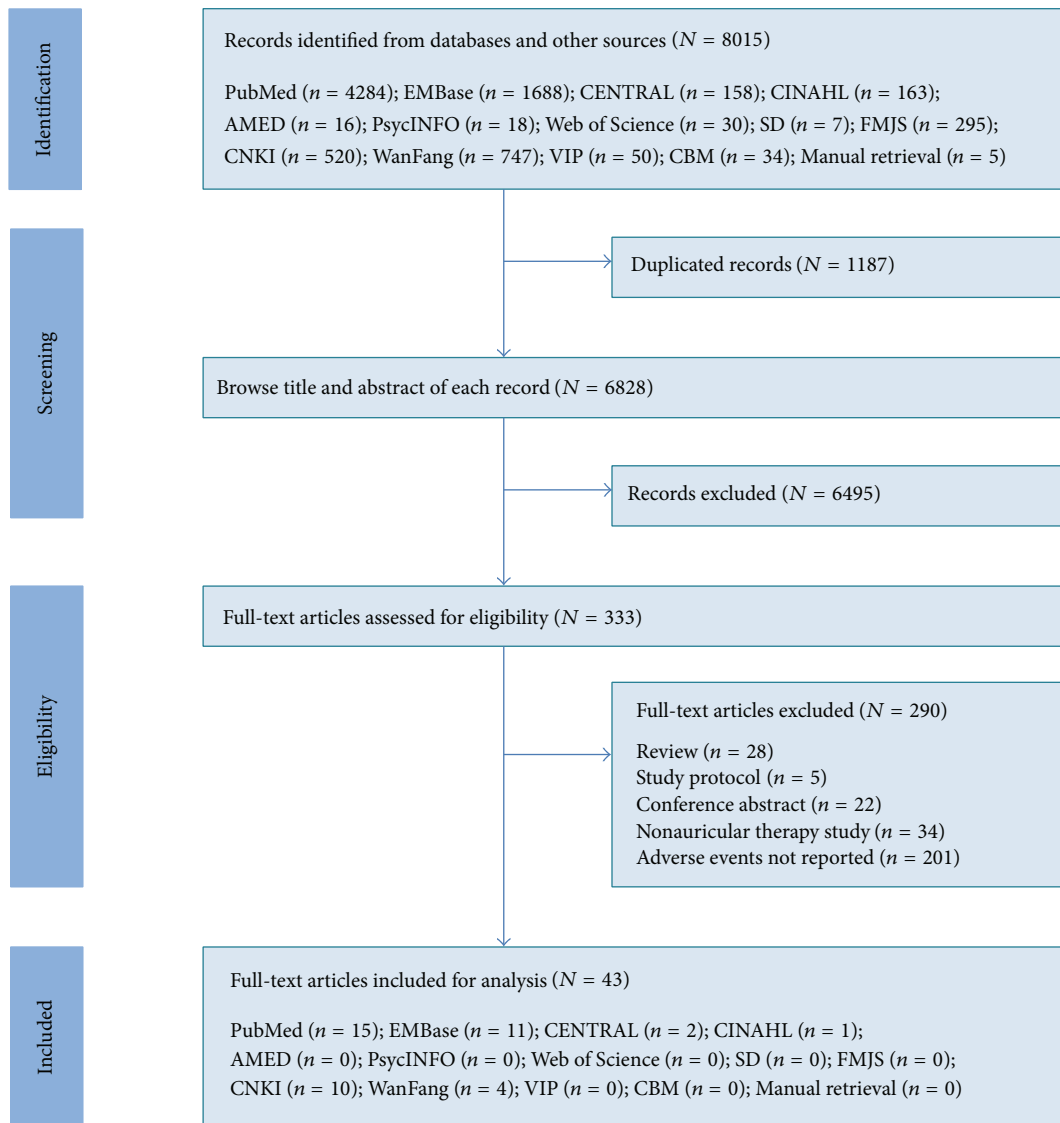 Identification
Records identified from databases and other sources (N = 8015)
PubMed (n = 4284); EMBase (n = 1688); CENTRAL (n = 158); CINAHL (n = 163);
AMED (n = 16); PsycINFO (n = 18); Web of Science (n = 30); SD (n = 7); FMJS (n = 295);
CNKI (n = 520); WanFang (n = 747); VIP (n = 50); CBM (n = 34); Manual retrieval (n = 5)
Screening
Duplicated records (N = 1187)
Browse title and abstract of each record (N = 6828)
Records excluded (N = 6495)
Eligibility
Full-text articles assessed for eligibility (N = 333)
Full-text articles excluded (N = 290)
Review (n = 28)
Study protocol (n = 5)
Conference abstract (n = 22)
Nonauricular therapy study (n = 34)
Adverse events not reported (n = 201)
Included
Full-text articles included for analysis (N = 43)
PubMed (n = 15); EMBase (n = 11); CENTRAL (n = 2); CINAHL (n = 1);
AMED (n = 0); PsycINFO (n = 0); Web of Science (n = 0); SD (n = 0); FMJS (n = 0);
CNKI (n = 10); WanFang (n = 4); VIP (n = 0); CBM (n = 0); Manual retrieval (n = 0)